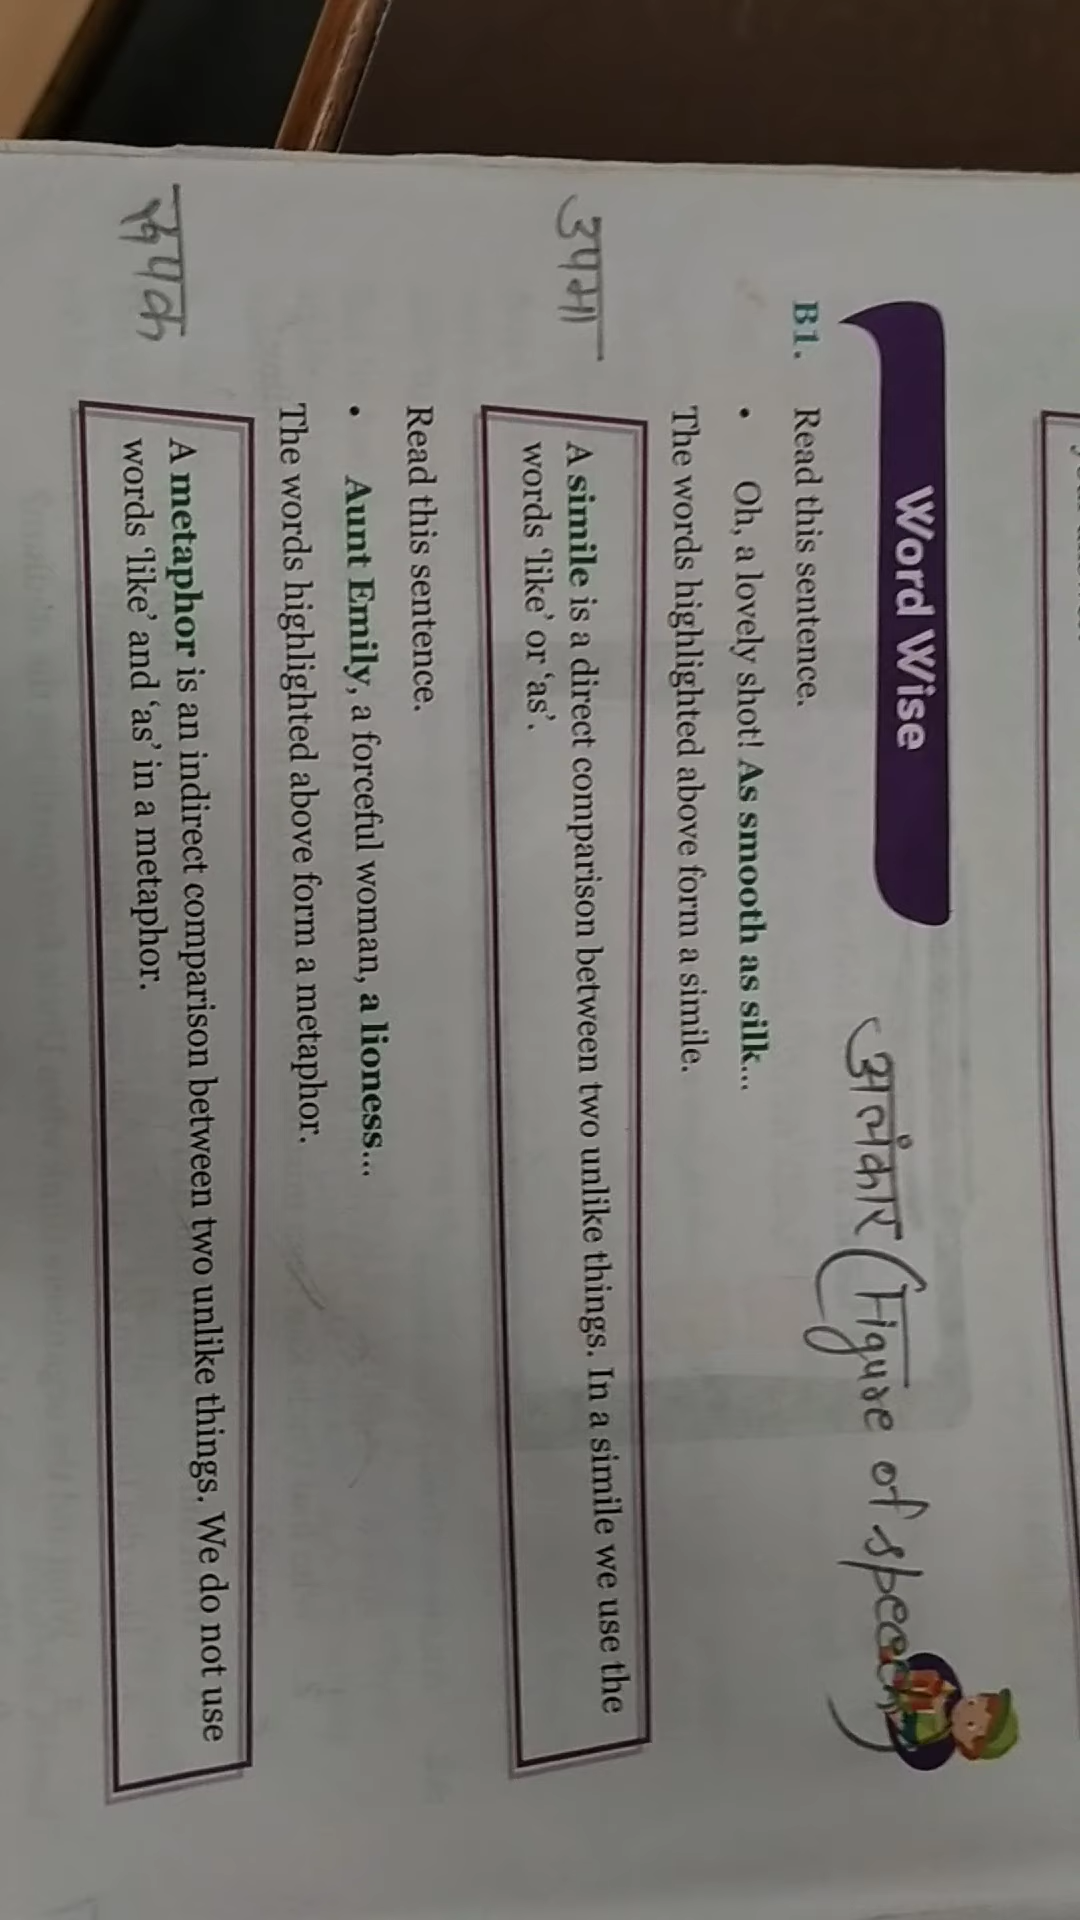 Word Wise अलंकार (Figure of speech)
B1. Read this sentence.
• Oh, a lovely shot! As smooth as silk...
The words highlighted above form a simile.
उपमा
A simile is a direct comparison between two unlike things. In a simile we use the
words ‘like’ or ‘as’.
Read this sentence.
• Aunt Emily, a forceful woman, a lioness...
The words highlighted above form a metaphor.
रूपक
A metaphor is an indirect comparison between two unlike things. We do not use
words ‘like’ and ‘as’ in a metaphor.